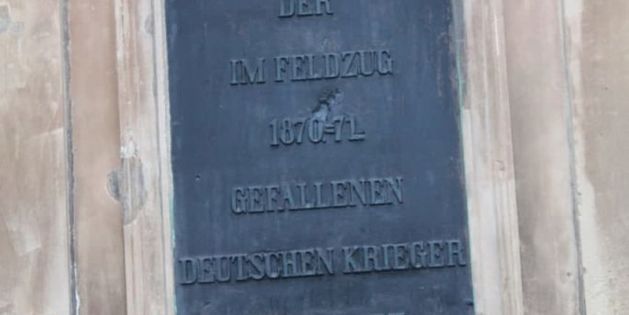 DER
IM FELDZUG
1870-71.
GEFALLENEN
DEUTSCHEN KRIEGER